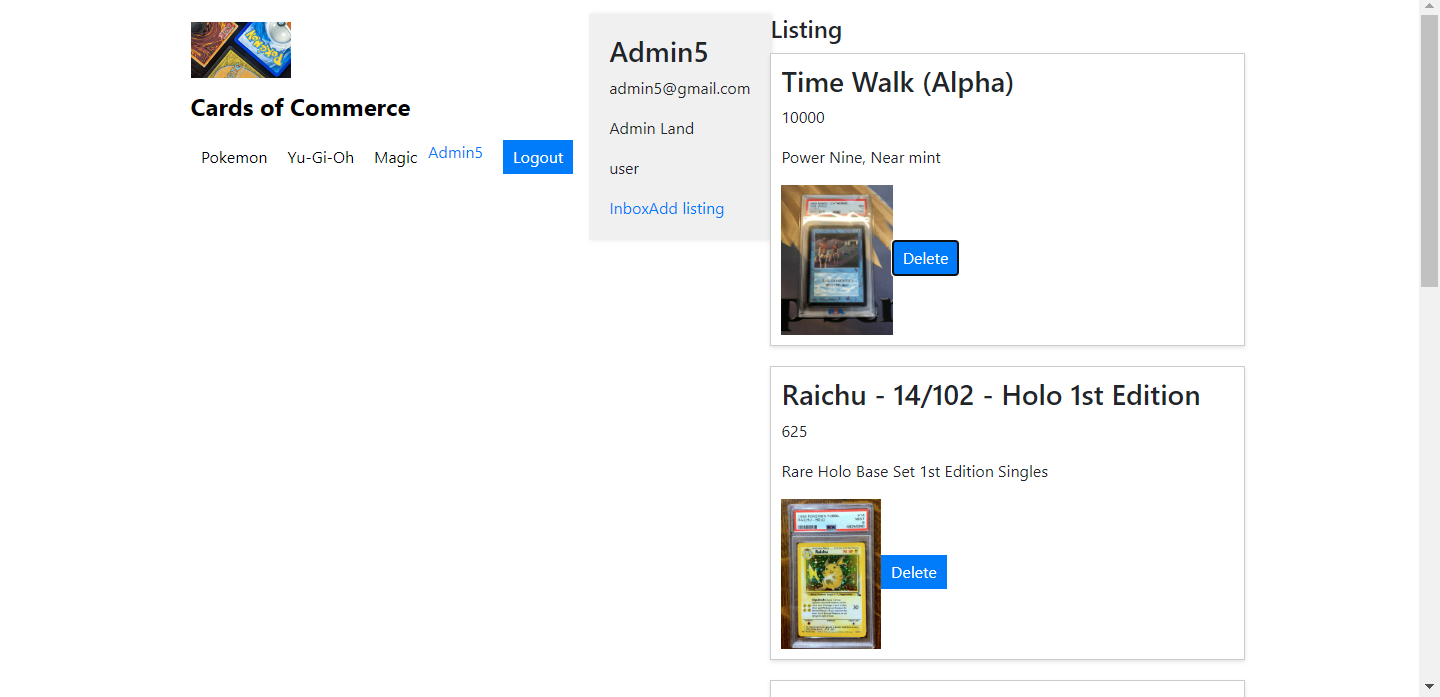 Cards of Commerce
Pokemon Yu-Gi-Oh Magic Admin5 Logout
Admin5
admin5@gmail.com
Admin Land
user
InboxAdd listing
Listing
Time Walk (Alpha)
10000
Power Nine, Near mint
Delete
Raichu - 14/102 - Holo 1st Edition
625
Rare Holo Base Set 1st Edition Singles
Raichu
Delete